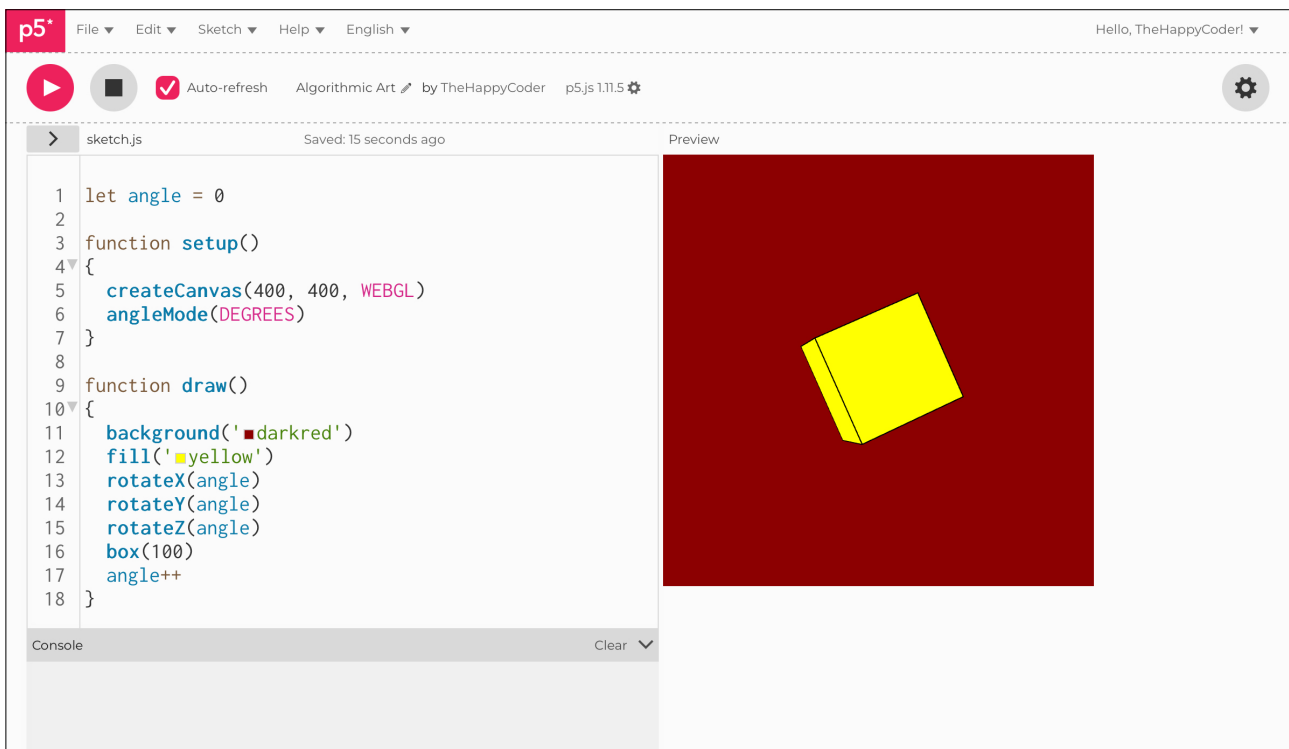 p5* File Edit Sketch Help English Hello, TheHappyCoder!
Auto-refresh Algorithmic Art by TheHappyCoder p5.js 1.11.5
sketch.js Saved: 15 seconds ago Preview
1 let angle = 0
2
3 function setup()
4 {
5   createCanvas(400, 400, WEBGL)
6   angleMode(DEGREES)
7 }
8
9 function draw()
10 {
11   background('darkred')
12   fill('yellow')
13   rotateX(angle)
14   rotateY(angle)
15   rotateZ(angle)
16   box(100)
17   angle++
18 }
Console Clear